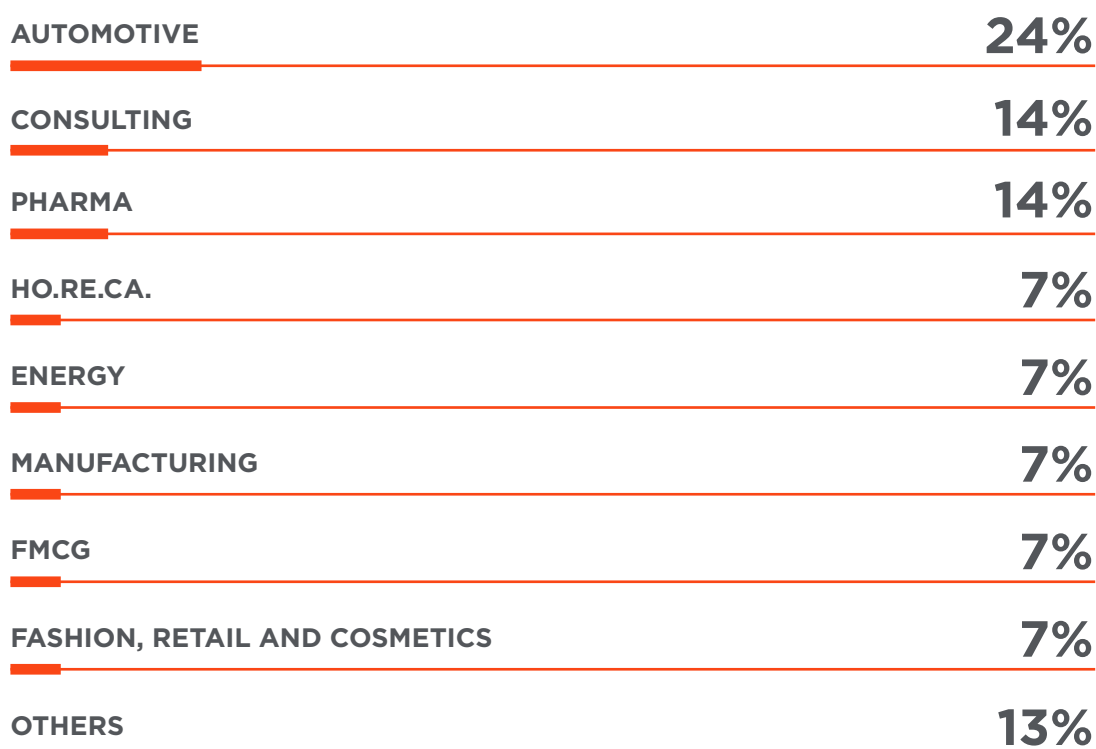 AUTOMOTIVE 24%
CONSULTING 14%
PHARMA 14%
HO.RE.CA. 7%
ENERGY 7%
MANUFACTURING 7%
FMCG 7%
FASHION, RETAIL AND COSMETICS 7%
OTHERS 13%